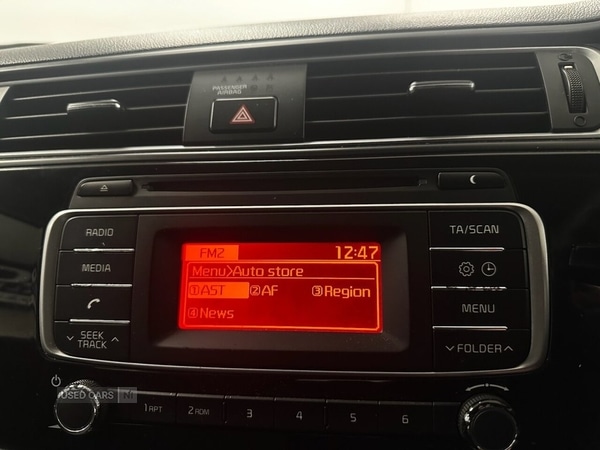 PASSENGER
AIRBAG
RADIO
MEDIA
SEEK
TRACK
FM2 12:47
Menu>Auto store
①AST ②AF ③Region
④News
TA/SCAN
MENU
FOLDER
USED CARS NI
1 RPT 2 RDM 3 4 5 6